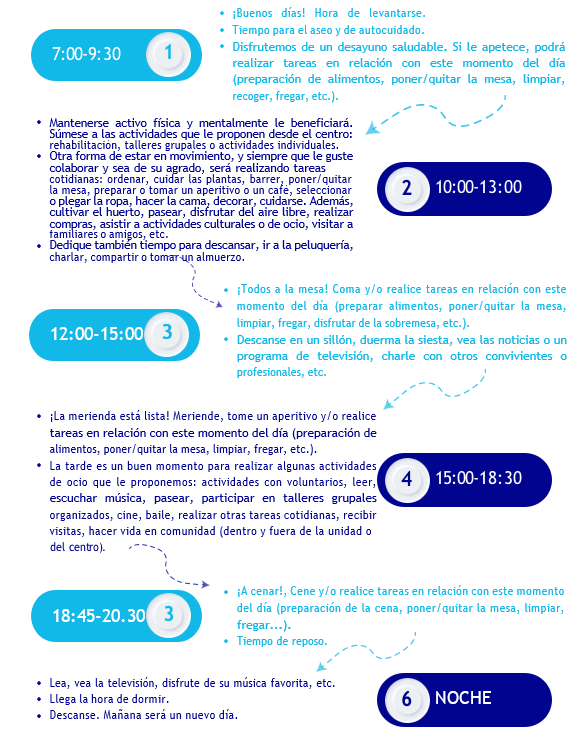 • ¡Buenos días! Hora de levantarse.
• Tiempo para el aseo y de autocuidado.
• Disfrutemos de un desayuno saludable. Si le apetece, podrá
realizar tareas en relación con este momento del día
(preparación de alimentos, poner/quitar la mesa, limpiar,
recoger, fregar, etc.).
7:00-9:30 1
• Mantenerse activo física y mentalmente le beneficiará.
Súmese a las actividades que le proponen desde el centro:
rehabilitación, talleres grupales o actividades individuales.
• Otra forma de estar en movimiento, y siempre que le guste
colaborar y sea de su agrado, será realizando tareas
cotidianas: ordenar, cuidar las plantas, barrer, poner/quitar
la mesa, preparar o tomar un aperitivo o un café, seleccionar
o plegar la ropa, hacer la cama, decorar, cuidarse. Además,
cultivar el huerto, pasear, disfrutar del aire libre, realizar
compras, asistir a actividades culturales o de ocio, visitar a
familiares o amigos, etc.
• Dedique también tiempo para descansar, ir a la peluquería,
charlar, compartir o tomar un almuerzo.
2 10:00-13:00
12:00-15:00 3
• ¡Todos a la mesa! Coma y/o realice tareas en relación con este
momento del día (preparar alimentos, poner/quitar la mesa,
limpiar, fregar, disfrutar de la sobremesa, etc.).
• Descanse en un sillón, duerma la siesta, vea las noticias o un
programa de televisión, charle con otros convivientes o
profesionales, etc.
• ¡La merienda está lista! Meriende, tome un aperitivo y/o realice
tareas en relación con este momento del día (preparación de
alimentos, poner/quitar la mesa, limpiar, fregar, etc.).
• La tarde es un buen momento para realizar algunas actividades
de ocio que le proponemos: actividades con voluntarios, leer,
escuchar música, pasear, participar en talleres grupales
organizados, cine, baile, realizar otras tareas cotidianas, recibir
visitas, hacer vida en comunidad (dentro y fuera de la unidad o
del centro).
4 15:00-18:30
18:45-20.30 3
• ¡A cenar!, Cene y/o realice tareas en relación con este momento
del día (preparación de la cena, poner/quitar la mesa, limpiar,
fregar...).
• Tiempo de reposo.
• Lea, vea la televisión, disfrute de su música favorita, etc.
• Llega la hora de dormir.
• Descanse. Mañana será un nuevo día.
6 NOCHE